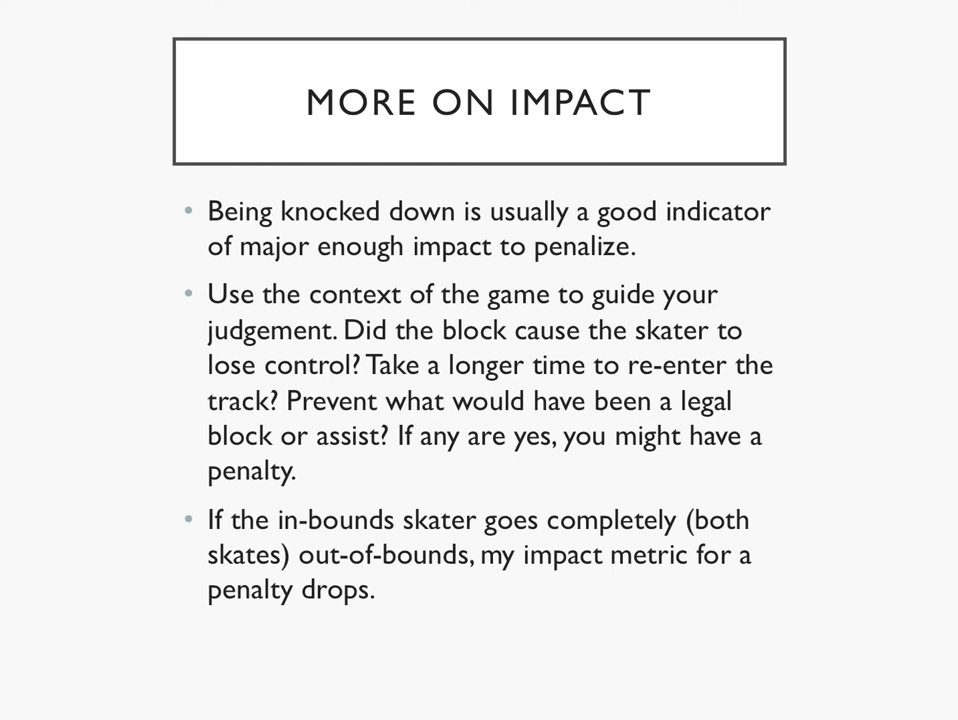 MORE ON IMPACT
• Being knocked down is usually a good indicator
of major enough impact to penalize.
• Use the context of the game to guide your
judgement. Did the block cause the skater to
lose control? Take a longer time to re-enter the
track? Prevent what would have been a legal
block or assist? If any are yes, you might have a
penalty.
• If the in-bounds skater goes completely (both
skates) out-of-bounds, my impact metric for a
penalty drops.